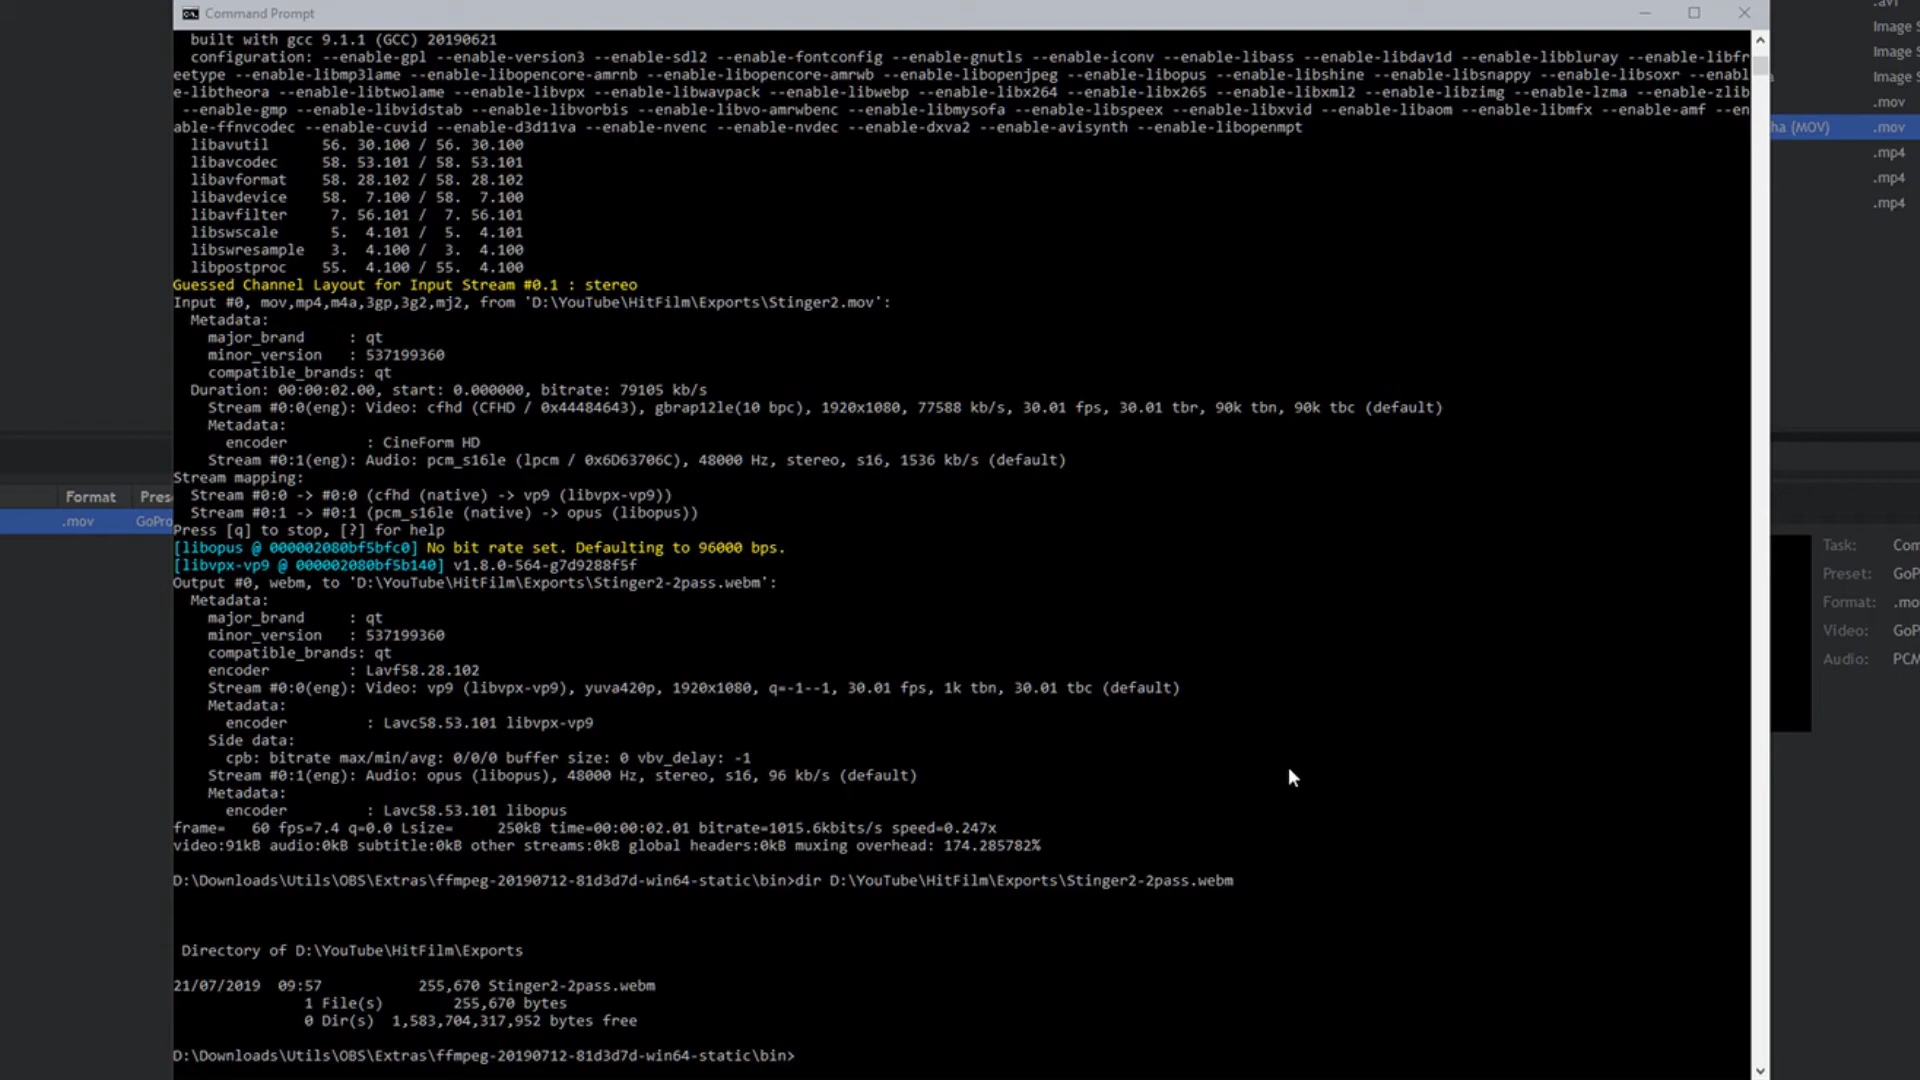 Command Prompt
built with gcc 9.1.1 (GCC) 20190621
configuration: --enable-gpl --enable-version3 --enable-sdl2 --enable-fontconfig --enable-gnutls --enable-iconv --enable-libass --enable-libdav1d --enable-libbluray --enable-libfr
eetype --enable-libmp3lame --enable-libopencore-amrnb --enable-libopencore-amrwb --enable-libopenjpeg --enable-libopus --enable-libshine --enable-libsnappy --enable-libsoxr --enabl
e-libtheora --enable-libtwolame --enable-libvpx --enable-libwavpack --enable-libwebp --enable-libx264 --enable-libx265 --enable-libxml2 --enable-libzimg --enable-lzma --enable-zlib
--enable-gmp --enable-libvidstab --enable-libvorbis --enable-libvo-amrwbenc --enable-libmysofa --enable-libspeex --enable-libxvid --enable-libaom --enable-libmfx --enable-amf --en
able-ffnvcodec --enable-cuvid --enable-d3d11va --enable-nvenc --enable-nvdec --enable-dxva2 --enable-avisynth --enable-libopenmpt
libavutil 56. 30.100 / 56. 30.100
libavcodec 58. 53.101 / 58. 53.101
libavformat 58. 28.102 / 58. 28.102
libavdevice 58. 7.100 / 58. 7.100
libavfilter 7. 56.101 / 7. 56.101
libswscale 5. 4.101 / 5. 4.101
libswresample 3. 4.100 / 3. 4.100
libpostproc 55. 4.100 / 55. 4.100
Guessed Channel Layout for Input Stream #0.1 : stereo
Input #0, mov,mp4,m4a,3gp,3g2,mj2, from 'D:\YouTube\HitFilm\Exports\Stinger2.mov':
Metadata:
major_brand : qt
minor_version : 537199360
compatible_brands: qt
Duration: 00:00:02.00, start: 0.000000, bitrate: 79105 kb/s
Stream #0:0(eng): Video: cfhd (CFHD / 0x44484643), gbrap12le(10 bpc), 1920x1080, 77588 kb/s, 30.01 fps, 30.01 tbr, 90k tbn, 90k tbc (default)
Metadata:
encoder : CineForm HD
Stream #0:1(eng): Audio: pcm_s16le (lpcm / 0x6D63706C), 48000 Hz, stereo, s16, 1536 kb/s (default)
Stream mapping:
Stream #0:0 -> #0:0 (cfhd (native) -> vp9 (libvpx-vp9))
Stream #0:1 -> #0:1 (pcm_s16le (native) -> opus (libopus))
Press [q] to stop, [?] for help
[libopus @ 000002080bf5bfc0] No bit rate set. Defaulting to 96000 bps.
[libvpx-vp9 @ 000002080bf5b140] v1.8.0-564-g7d9288f5f
Output #0, webm, to 'D:\YouTube\HitFilm\Exports\Stinger2-2pass.webm':
Metadata:
major_brand : qt
minor_version : 537199360
compatible_brands: qt
encoder : Lavf58.28.102
Stream #0:0(eng): Video: vp9 (libvpx-vp9), yuva420p, 1920x1080, q=-1--1, 30.01 fps, 1k tbn, 30.01 tbc (default)
Metadata:
encoder : Lavc58.53.101 libvpx-vp9
Side data:
cpb: bitrate max/min/avg: 0/0/0 buffer size: 0 vbv_delay: -1
Stream #0:1(eng): Audio: opus (libopus), 48000 Hz, stereo, s16, 96 kb/s (default)
Metadata:
encoder : Lavc58.53.101 libopus
frame= 60 fps=7.4 q=0.0 Lsize= 250kB time=00:00:02.01 bitrate=1015.6kbits/s speed=0.247x
video:91kB audio:0kB subtitle:0kB other streams:0kB global headers:0kB muxing overhead: 174.285782%
D:\Downloads\Utils\OBS\Extras\ffmpeg-20190712-81d3d7d-win64-static\bin>dir D:\YouTube\HitFilm\Exports\Stinger2-2pass.webm
Directory of D:\YouTube\HitFilm\Exports
21/07/2019 09:57 255,670 Stinger2-2pass.webm
1 File(s) 255,670 bytes
0 Dir(s) 1,583,704,317,952 bytes free
D:\Downloads\Utils\OBS\Extras\ffmpeg-20190712-81d3d7d-win64-static\bin>
Format Pres
.mov GoPro
Image S
Image S
Image S
.mov
ha (MOV) .mov
.mp4
.mp4
.mp4
Task: Com
Preset: GoP
Format: .mo
Video: GoP
Audio: PCM